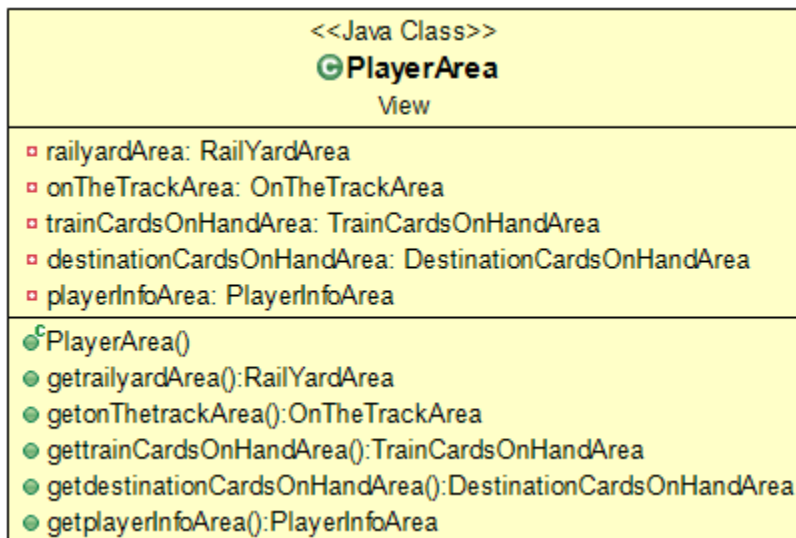 <<Java Class>>
PlayerArea
View
railyardArea: RailYardArea
onTheTrackArea: OnTheTrackArea
trainCardsOnHandArea: TrainCardsOnHandArea
destinationCardsOnHandArea: DestinationCardsOnHandArea
playerInfoArea: PlayerInfoArea
PlayerArea()
getrailyardArea():RailYardArea
getonThetrackArea():OnTheTrackArea
gettrainCardsOnHandArea():TrainCardsOnHandArea
getdestinationCardsOnHandArea():DestinationCardsOnHandArea
getplayerInfoArea():PlayerInfoArea